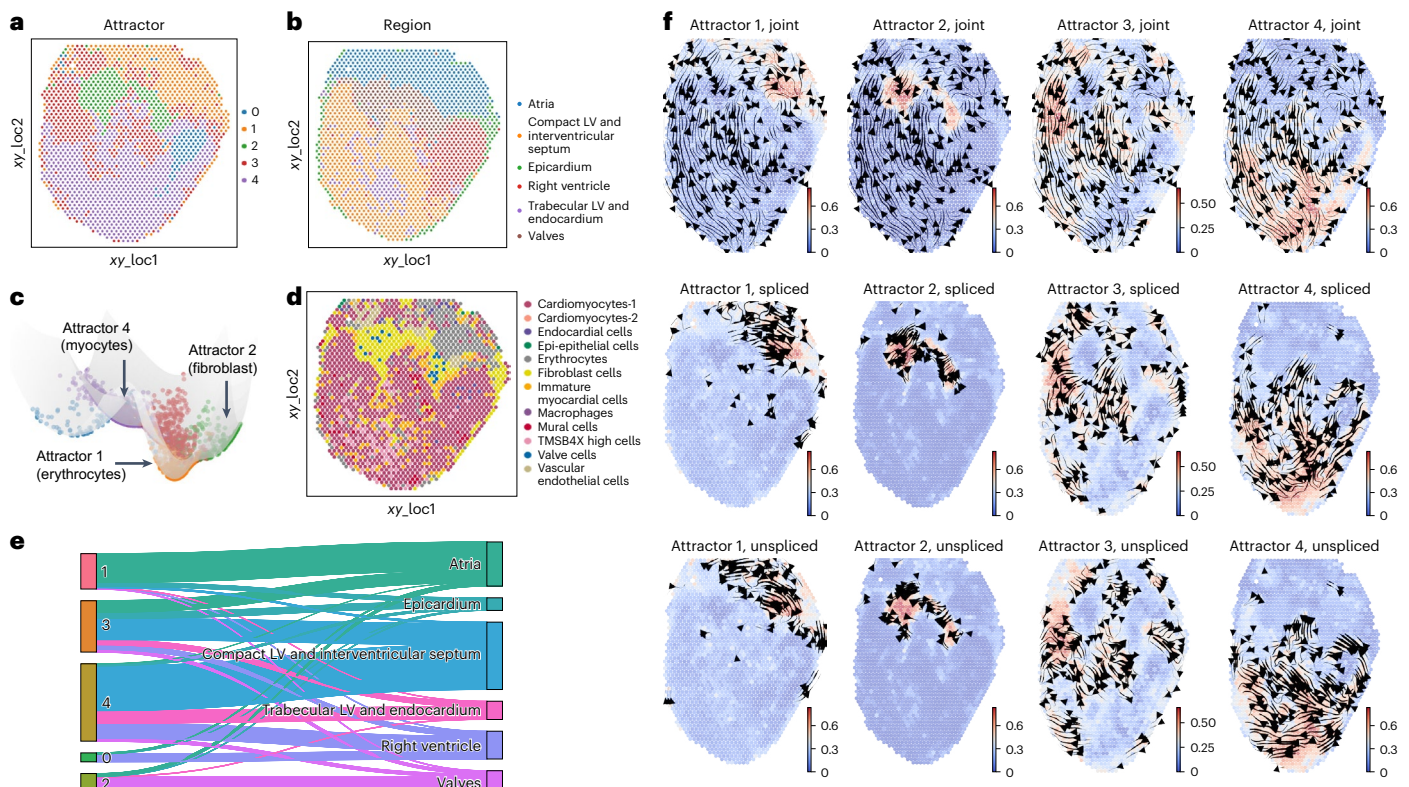 a
Attractor
xy_loc2
xy_loc1
0
1
2
3
4
b
Region
xy_loc2
xy_loc1
Atria
Compact LV and
interventricular
septum
Epicardium
Right ventricle
Trabecular LV and
endocardium
Valves
c
Attractor 4
(myocytes)
Attractor 2
(fibroblast)
Attractor 1
(erythrocytes)
d
xy_loc2
xy_loc1
Cardiomyocytes-1
Cardiomyocytes-2
Endocardial cells
Epi-epithelial cells
Erythrocytes
Fibroblast cells
Immature
myocardial cells
Macrophages
Mural cells
TMSB4X high cells
Valve cells
Vascular
endothelial cells
e
1
3
4
0
2
Atria
Epicardium
Compact LV and interventricular septum
Trabecular LV and endocardium
Right ventricle
Valves
f
Attractor 1, joint
0.6
0.3
0
Attractor 2, joint
0.6
0.3
0
Attractor 3, joint
0.50
0.25
0
Attractor 4, joint
0.6
0.3
0
Attractor 1, spliced
0.6
0.3
0
Attractor 2, spliced
0.6
0.3
0
Attractor 3, spliced
0.50
0.25
0
Attractor 4, spliced
0.6
0.3
0
Attractor 1, unspliced
0.6
0.3
0
Attractor 2, unspliced
0.6
0.3
0
Attractor 3, unspliced
0.50
0.25
0
Attractor 4, unspliced
0.6
0.3
0